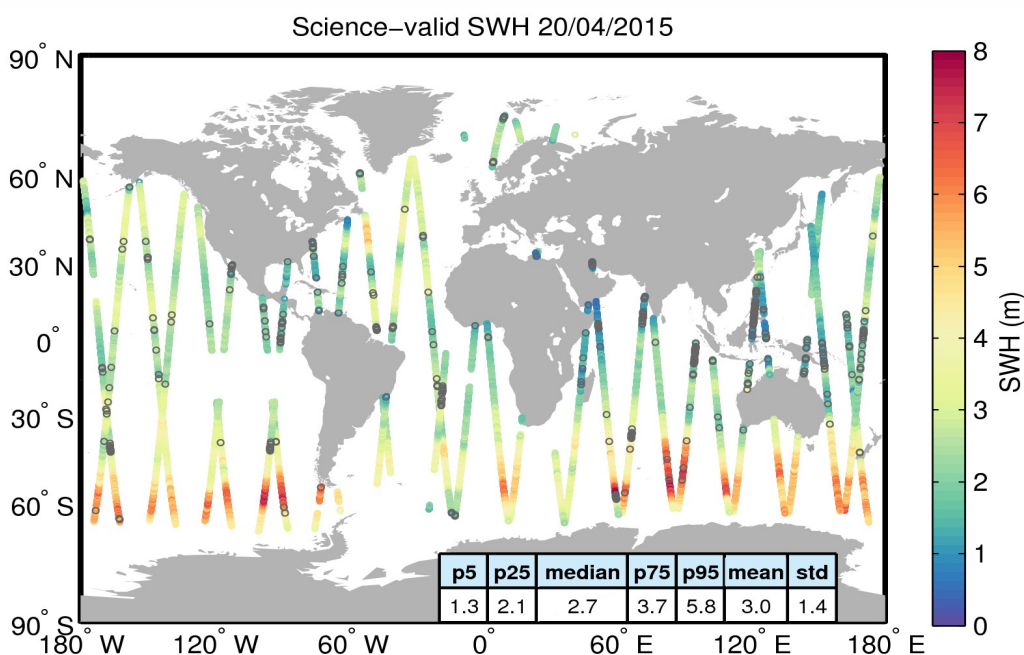 Science–valid SWH 20/04/2015
90° N
60° N
30° N
0°
30° S
60° S
90° S
180° W
120° W
60° W
0°
60° E
120° E
180° E
8
7
6
5
4
3
2
1
0
SWH (m)
p5 p25 median p75 p95 mean std
1.3 2.1 2.7 3.7 5.8 3.0 1.4